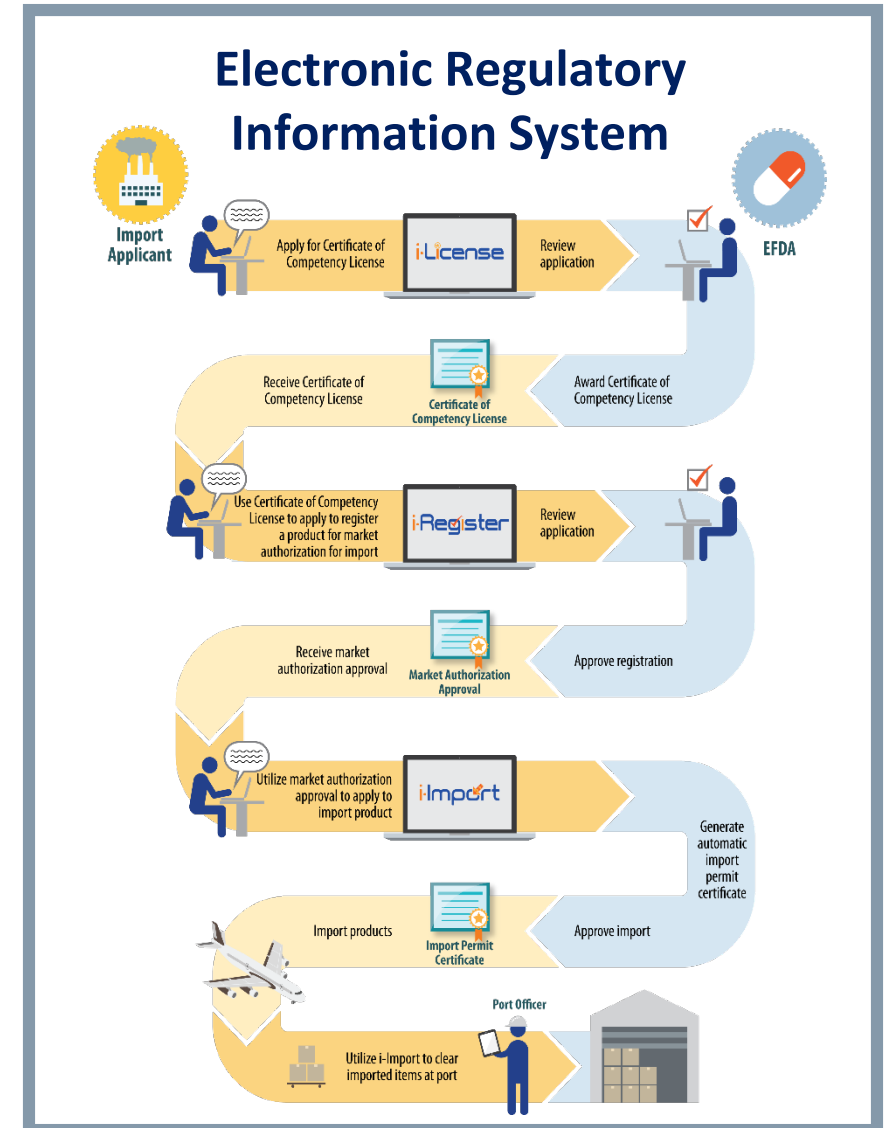 Electronic Regulatory
Information System
Import
Applicant
EFDA
Apply for Certificate of
Competency License
i-License
Review
application
Receive Certificate of
Competency License
Certificate of
Competency License
Award Certificate of
Competency License
Use Certificate of Competency
License to apply to register
a product for market
authorization for import
i-Register
Review
application
Receive market
authorization approval
Market Authorization
Approval
Approve registration
Utilize market authorization
approval to apply to
import product
i-Import
Generate
automatic
import
permit
certificate
Import products
Import Permit
Certificate
Approve import
Port Officer
Utilize i-Import to clear
imported items at port